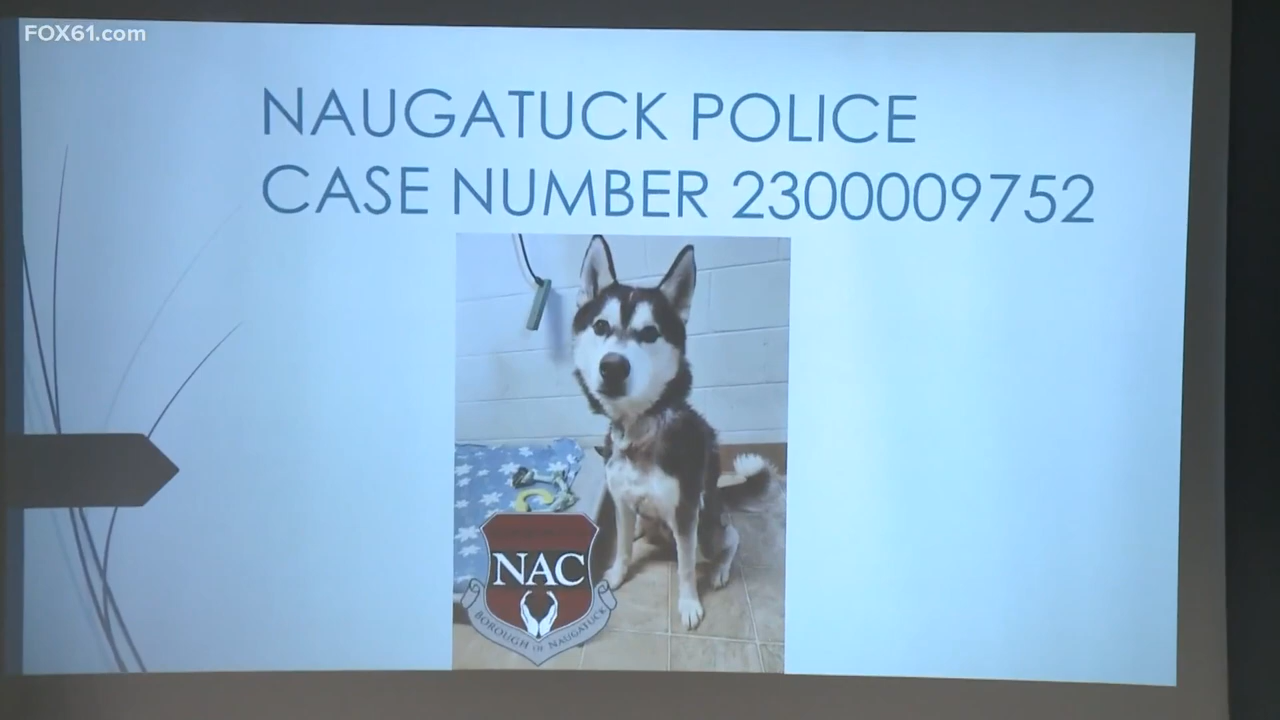 FOX61.com
NAUGATUCK POLICE
CASE NUMBER 2300009752
NAC
BOROUGH OF NAUGATUCK